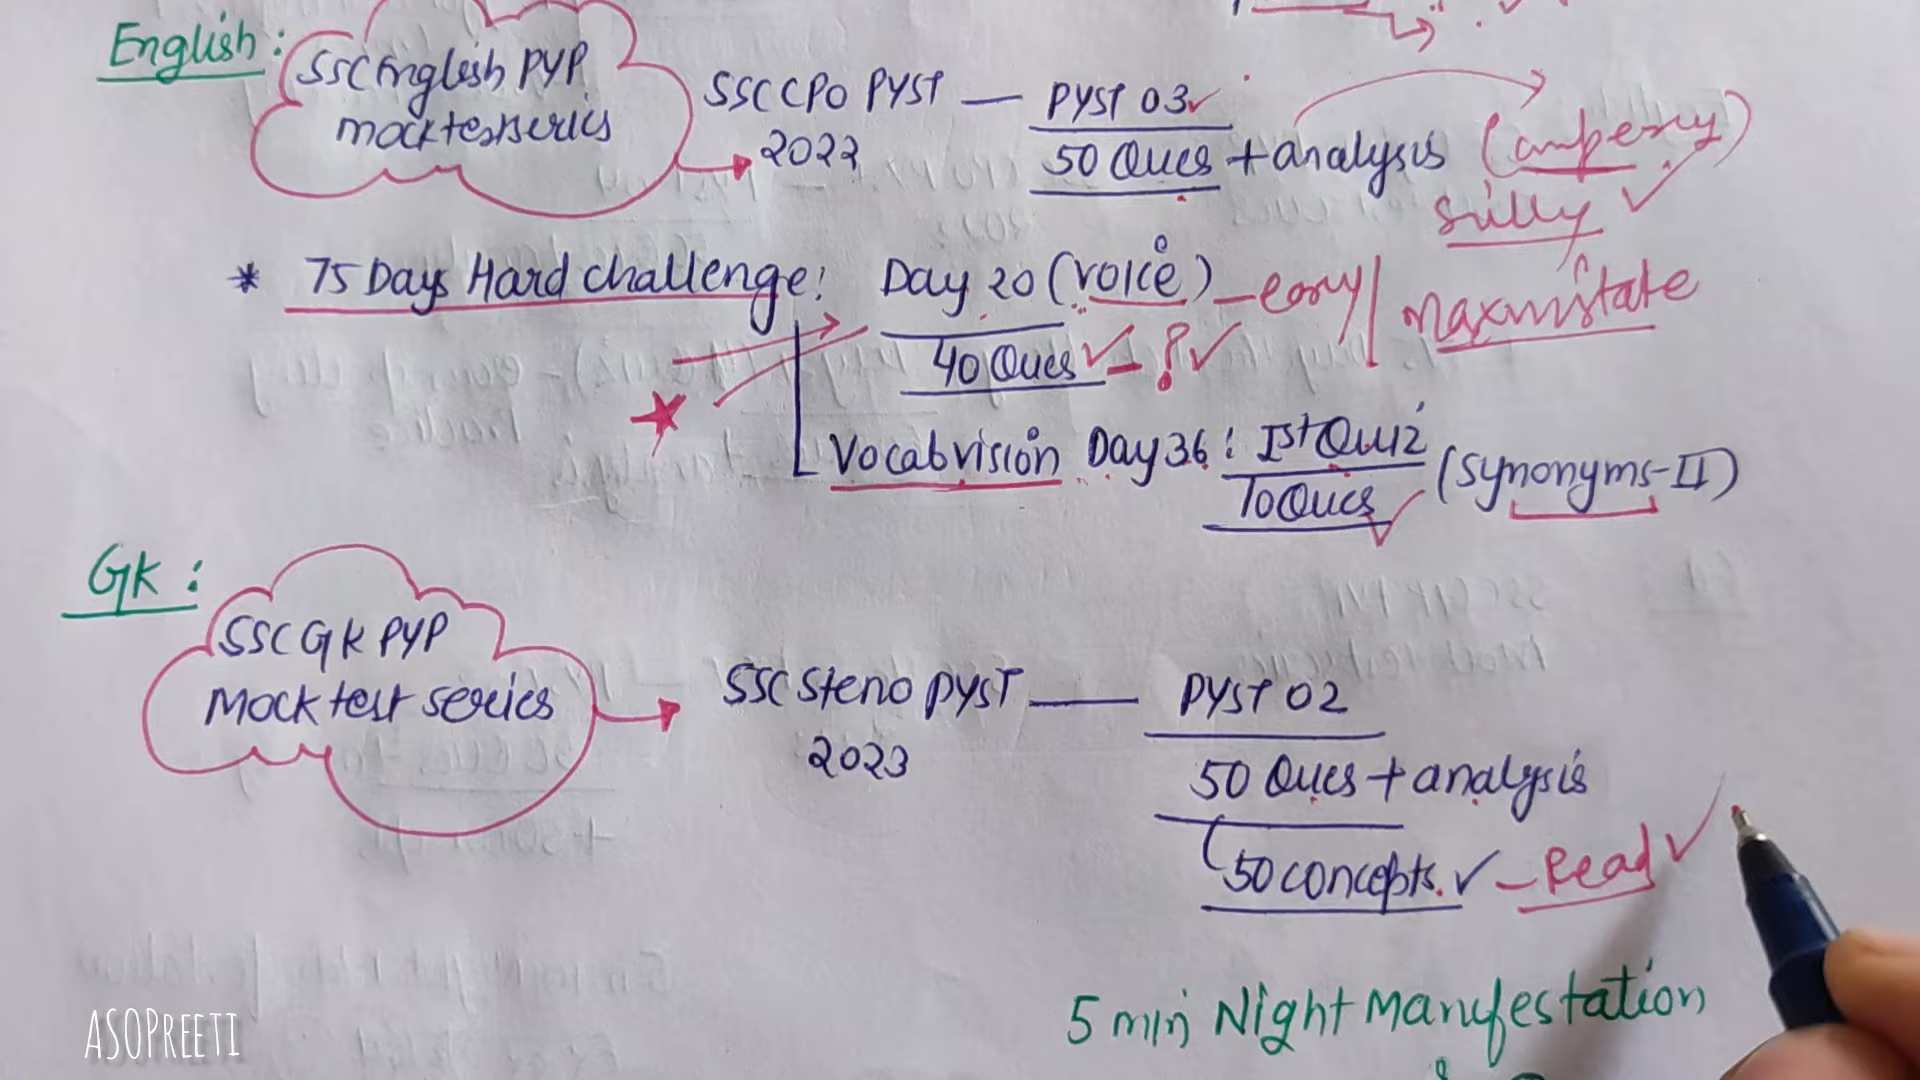 English:
SSC English PYP
mock test series
SSC CPO PYST — PYST 03
2022
50 Ques + analysis
silly
* 75 Days Hard challenge: Day 20 (voice) - easy / max mistake
40 Ques - ?
Vocab vision Day 36: Ist Quiz (synonyms-II)
10 Ques
GK:
SSC GK PYP
Mock test series
SSC Steno PYST — PYST 02
2023
50 Ques + analysis
(50 concepts. - Read
5 min Night Manifestation
ASOPREETI